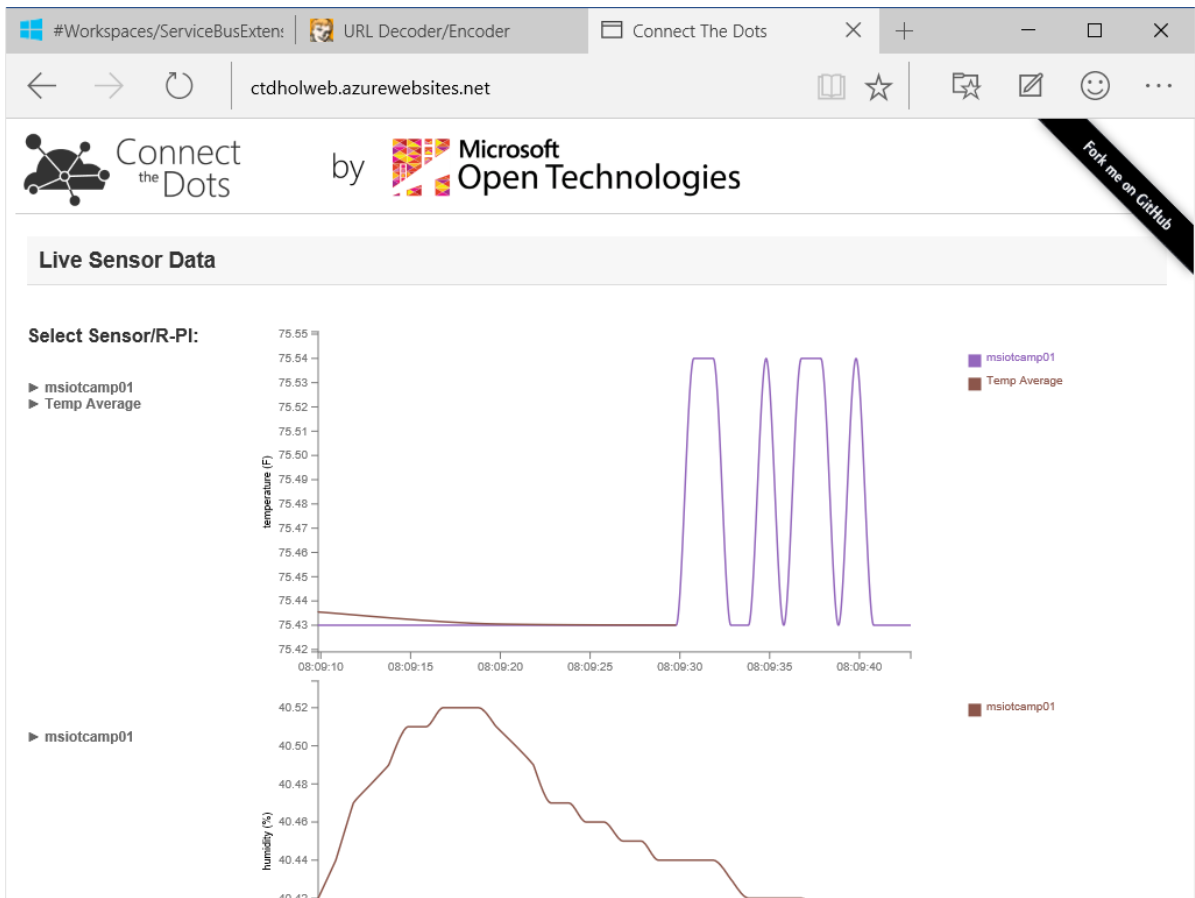 #Workspaces/ServiceBusExten:
URL Decoder/Encoder
Connect The Dots
ctdholweb.azurewebsites.net
Connect
the Dots
by
Microsoft
Open Technologies
Fork me on GitHub
Live Sensor Data
Select Sensor/R-PI:
► msiotcamp01
► Temp Average
75.55
75.54
75.53
75.52
75.51
75.50
75.49
75.48
75.47
75.46
75.45
75.44
75.43
75.42
temperature (F)
08:09:10 08:09:15 08:09:20 08:09:25 08:09:30 08:09:35 08:09:40
msiotcamp01
Temp Average
► msiotcamp01
40.52
40.50
40.48
40.46
40.44
humidity (%)
msiotcamp01